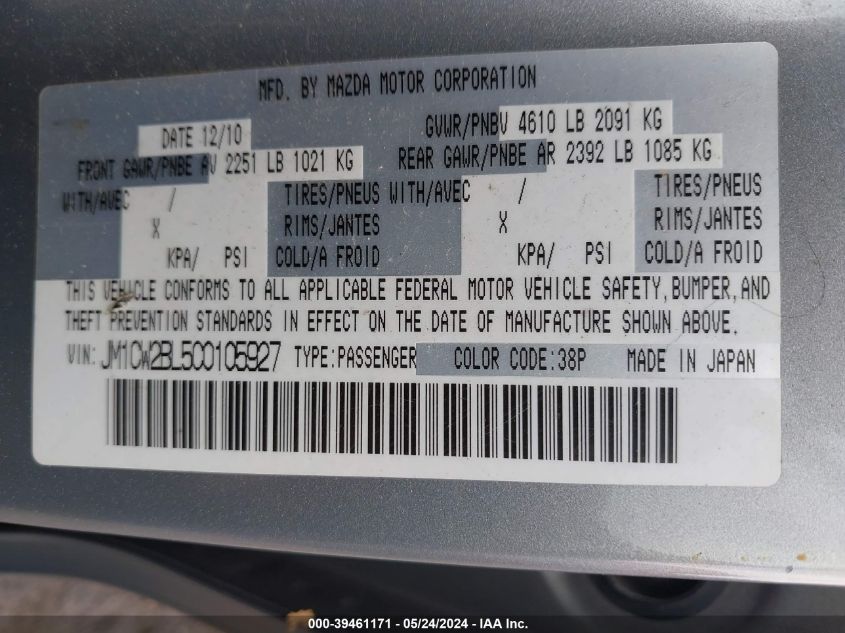 MFD. BY MAZDA MOTOR CORPORATION
DATE 12/10 GVWR/PNBV 4610 LB 2091 KG
FRONT GAWR/PNBE AV 2251 LB 1021 KG REAR GAWR/PNBE AR 2392 LB 1085 KG
WITH/AVEC / TIRES/PNEUS WITH/AVEC / TIRES/PNEUS
X RIMS/JANTES X RIMS/JANTES
KPA/ PSI COLD/A FROID KPA/ PSI COLD/A FROID
THIS VEHICLE CONFORMS TO ALL APPLICABLE FEDERAL MOTOR VEHICLE SAFETY, BUMPER, AND
THEFT PREVENTION STANDARDS IN EFFECT ON THE DATE OF MANUFACTURE SHOWN ABOVE.
VIN: JM1CW2BL5C0105927 TYPE:PASSENGER COLOR CODE:38P MADE IN JAPAN
000-39461171 - 05/24/2024 - IAA Inc.